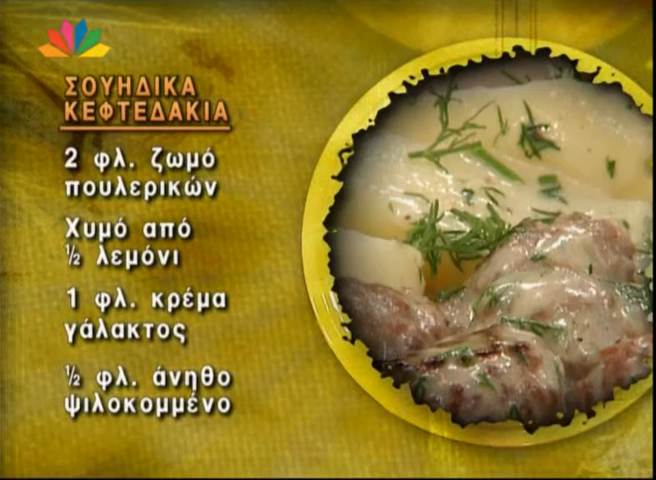 ΣΟΥΗΔΙΚΑ
ΚΕΦΤΕΔΑΚΙΑ
2 φλ. ζωμό
πουλερικών
Χυμό από
½ λεμόνι
1 φλ. κρέμα
γάλακτος
½ φλ. άνηθο
ψιλοκομμένο